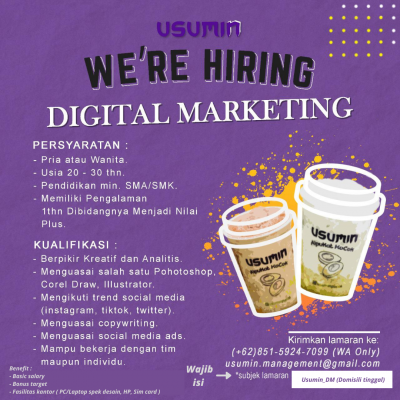 USUMIN
WE'RE HIRING
DIGITAL MARKETING
PERSYARATAN :
- Pria atau Wanita.
- Usia 20 - 30 thn.
- Pendidikan min. SMA/SMK.
- Memiliki Pengalaman
1thn Dibidangnya Menjadi Nilai
Plus.
KUALIFIKASI :
- Berpikir Kreatif dan Analitis.
- Menguasai salah satu Pohotoshop,
Corel Draw, Illustrator.
- Mengikuti trend social media
(instagram, tiktok, twitter).
- Menguasai copywriting.
- Menguasai social media ads.
- Mampu bekerja dengan tim
maupun individu.
Benefit :
- Basic salary
- Bonus target
- Fasilitas kantor ( PC/Laptop spek desain, HP, Sim card )
USUMIN
USUMIN
Kirimkan lamaran ke:
(+62)851-5924-7099 (WA Only)
usumin.management@gmail.com
Wajib
isi
*subjek lamaran
Usumin_DM (Domisili tinggal)